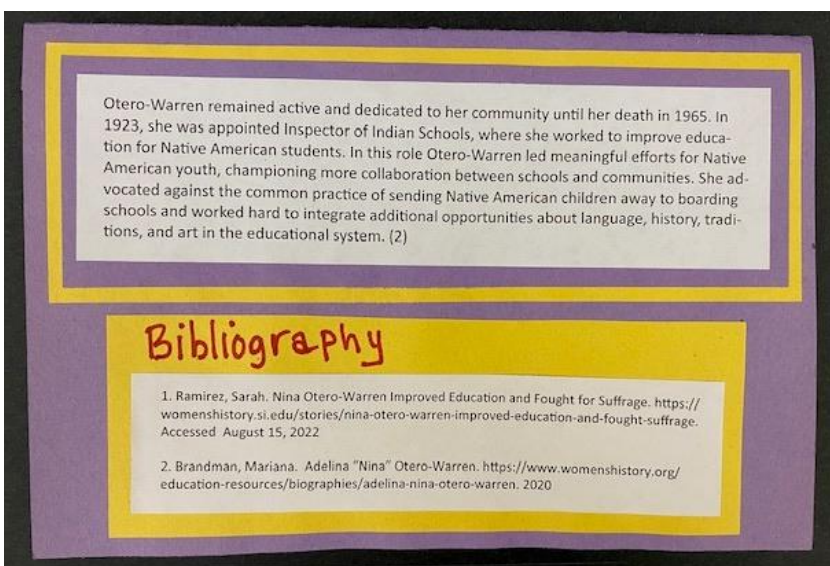 Otero-Warren remained active and dedicated to her community until her death in 1965. In
1923, she was appointed Inspector of Indian Schools, where she worked to improve educa-
tion for Native American students. In this role Otero-Warren led meaningful efforts for Native
American youth, championing more collaboration between schools and communities. She ad-
vocated against the common practice of sending Native American children away to boarding
schools and worked hard to integrate additional opportunities about language, history, tradi-
tions, and art in the educational system. (2)
Bibliography
1. Ramirez, Sarah. Nina Otero-Warren Improved Education and Fought for Suffrage. https://
womenshistory.si.edu/stories/nina-otero-warren-improved-education-and-fought-suffrage.
Accessed August 15, 2022
2. Brandman, Mariana. Adelina "Nina" Otero-Warren. https://www.womenshistory.org/
education-resources/biographies/adelina-nina-otero-warren. 2020